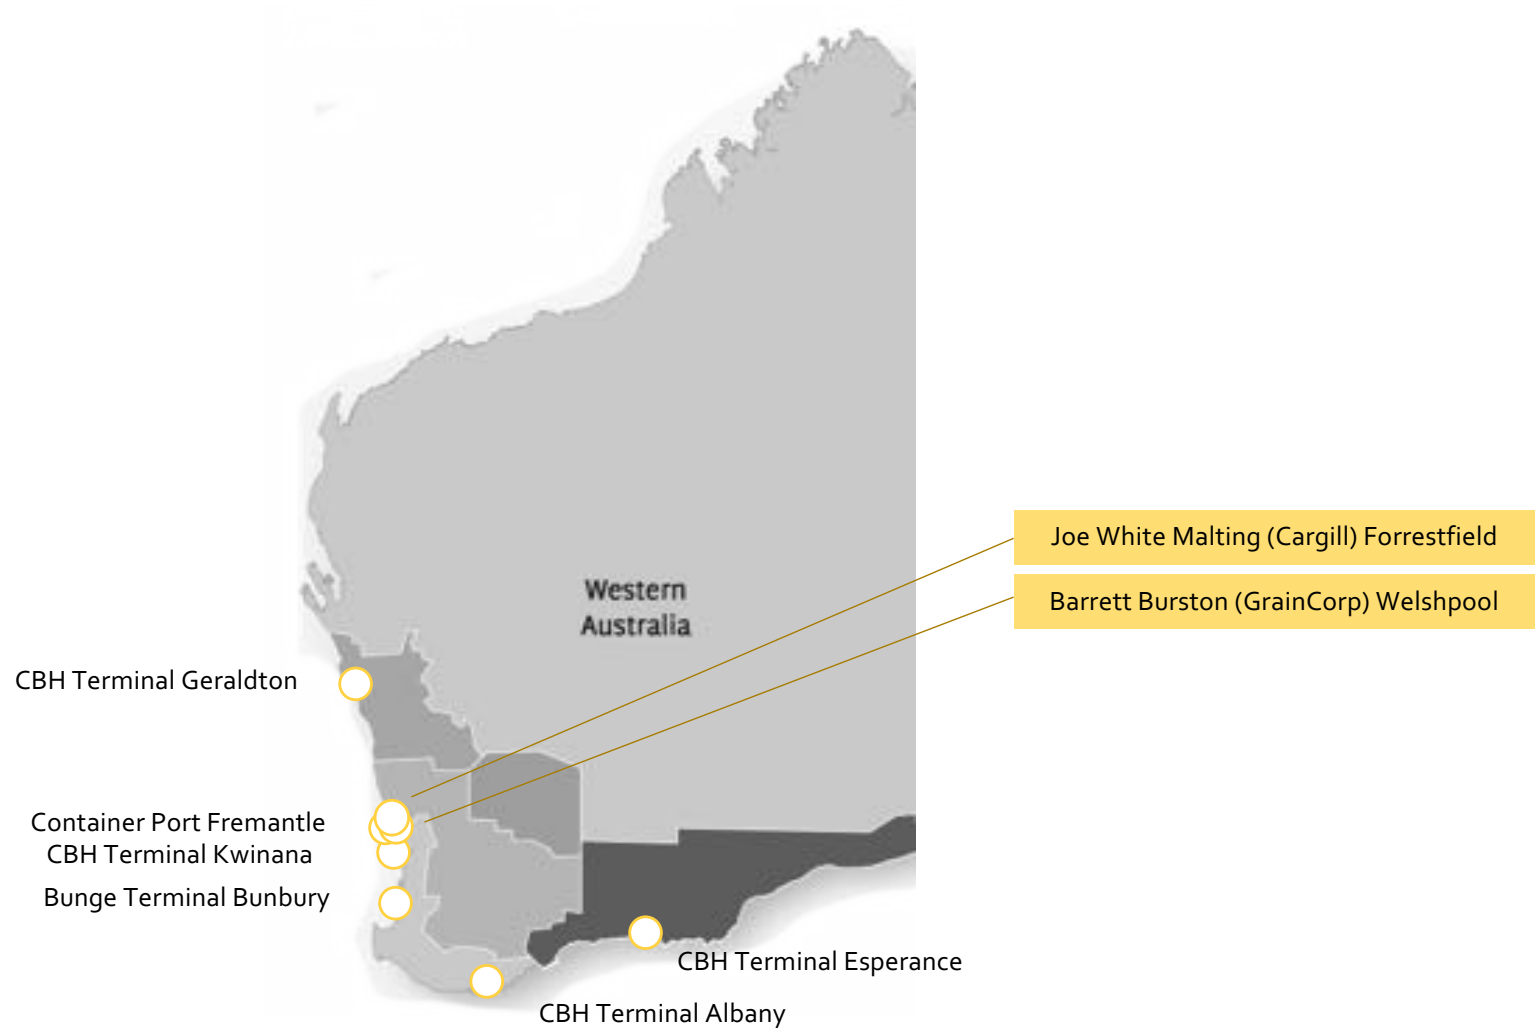 Joe White Malting (Cargill) Forrestfield
Western
Australia
Barrett Burston (GrainCorp) Welshpool
CBH Terminal Geraldton
Container Port Fremantle
CBH Terminal Kwinana
Bunge Terminal Bunbury
CBH Terminal Esperance
CBH Terminal Albany